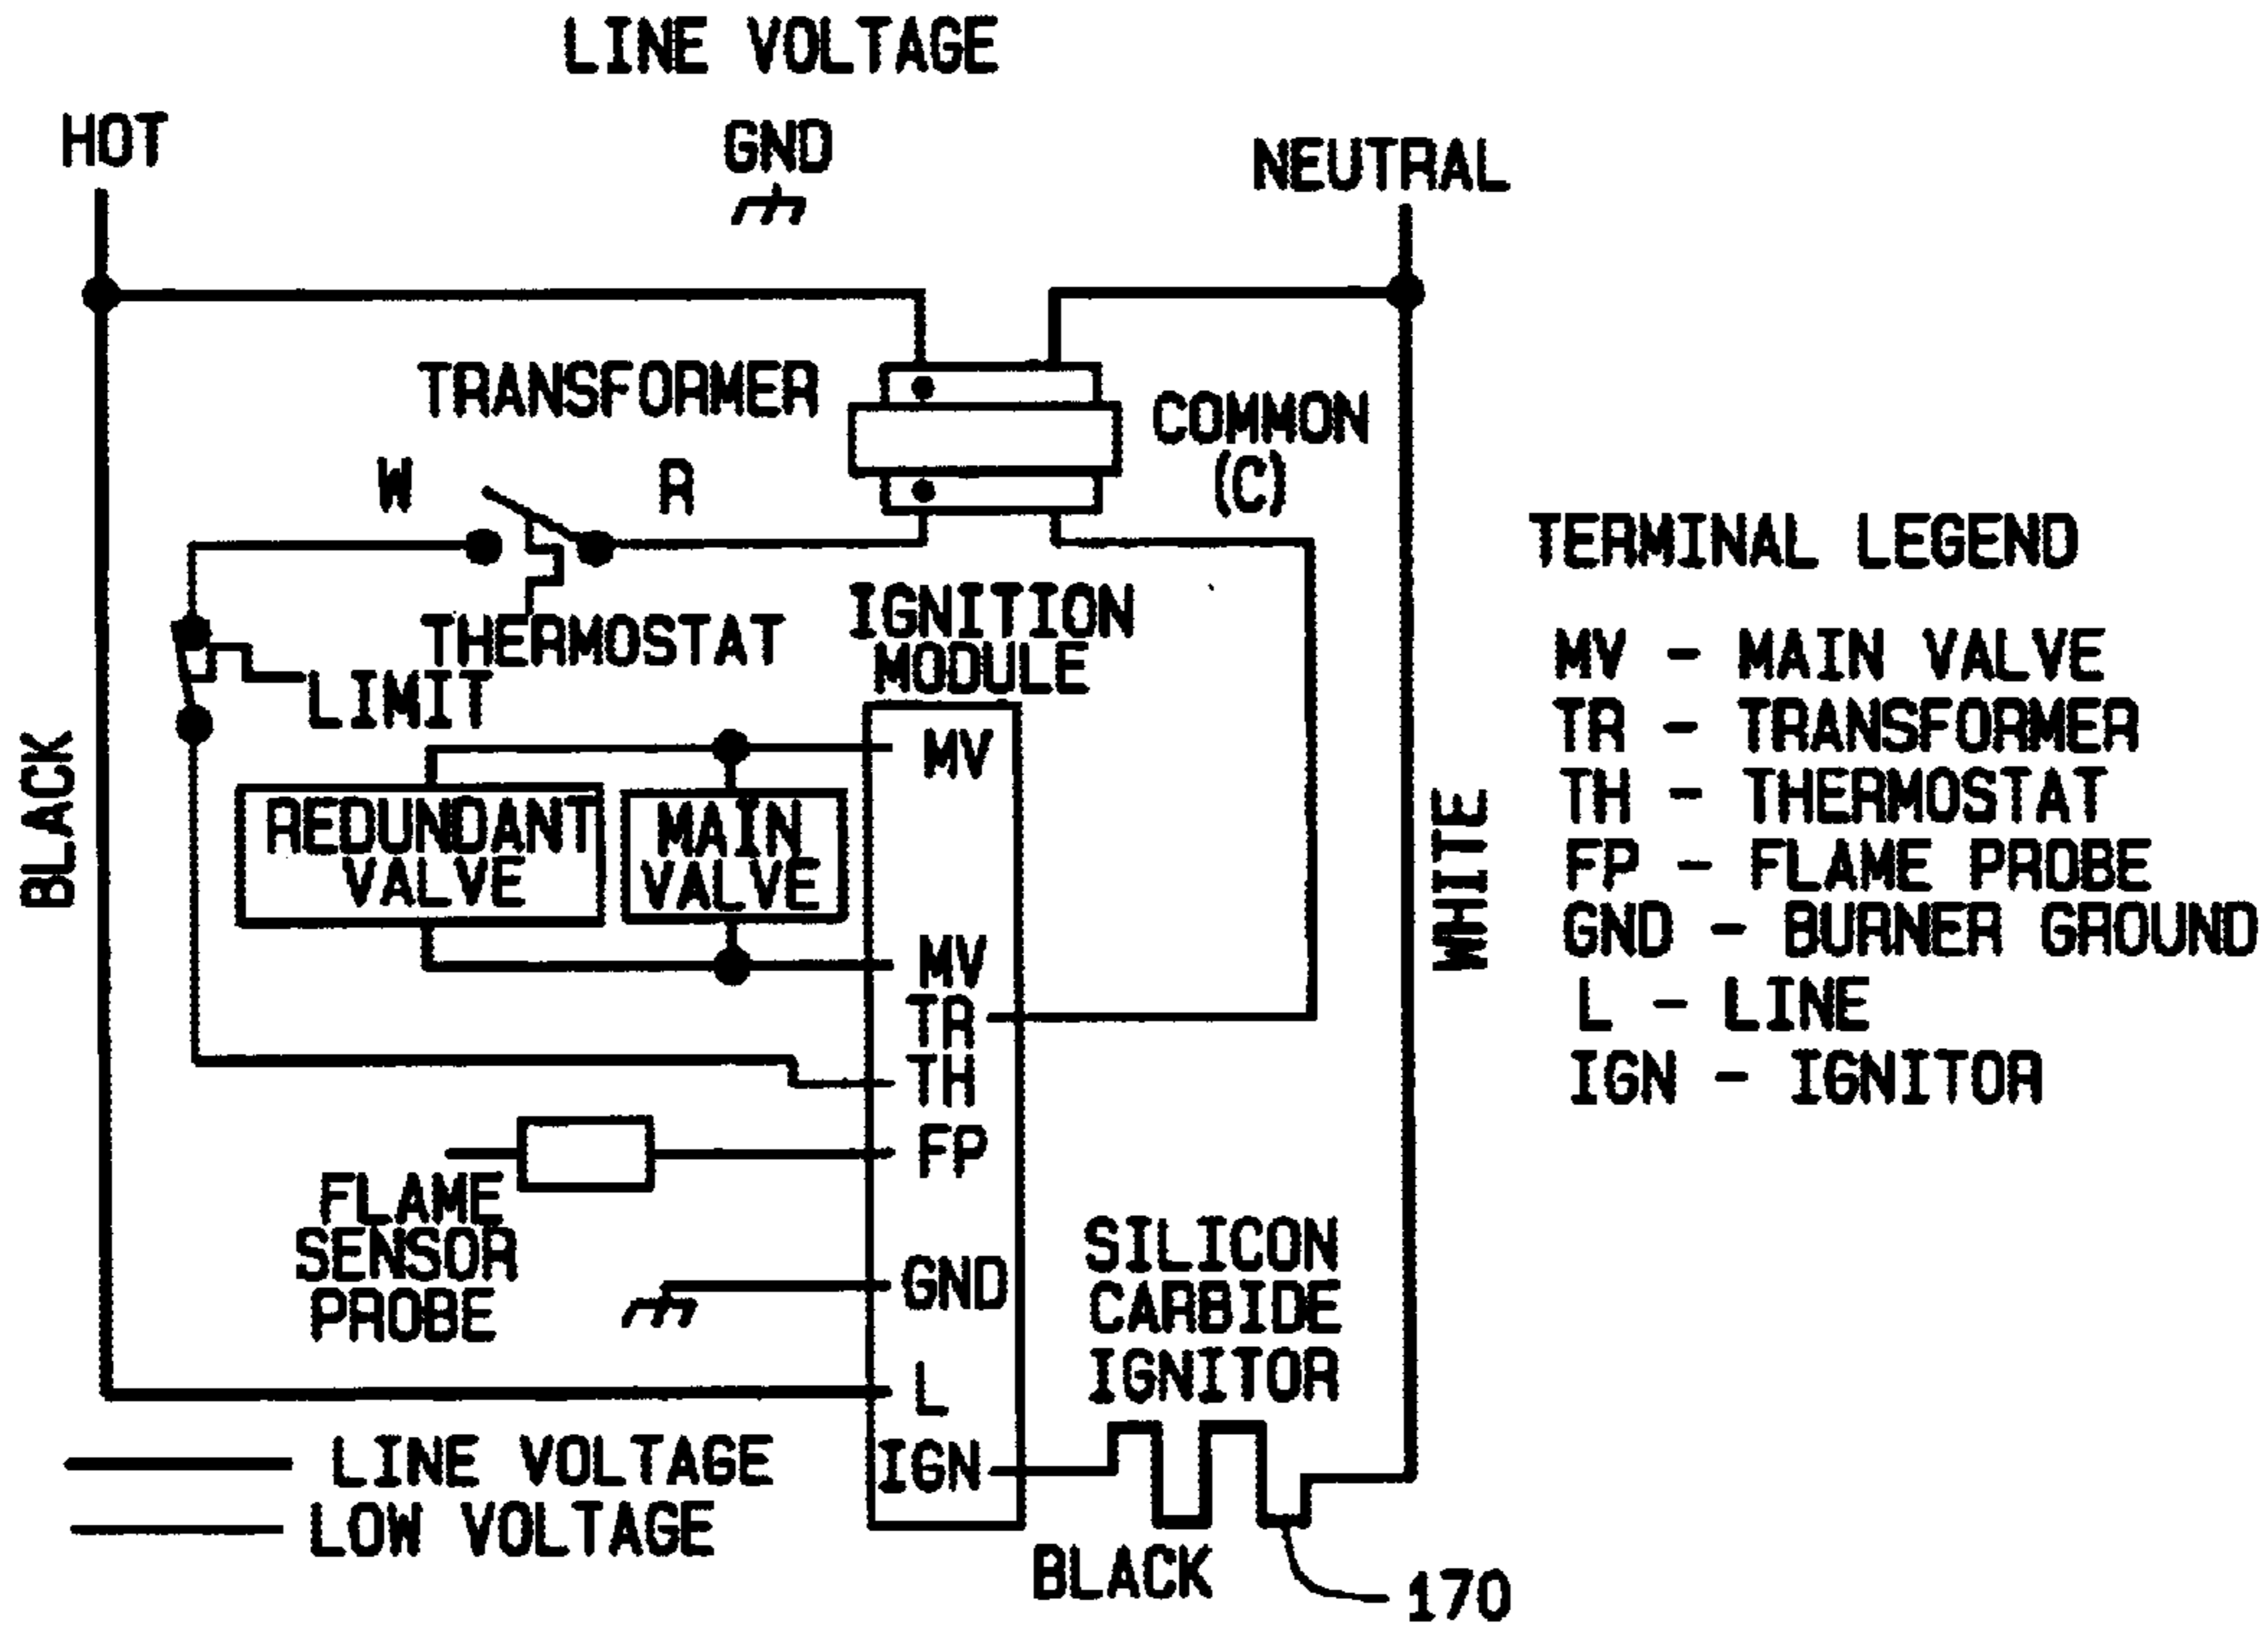 LINE VOLTAGE
HOT
GND
NEUTRAL
TRANSFORMER
COMMON
(C)
W
R
THERMOSTAT
LIMIT
IGNITION
MODULE
BLACK
REDUNDANT
VALVE
MAIN
VALVE
MV
MV
TR
TH
FP
GND
L
IGN
WHITE
FLAME
SENSOR
PROBE
SILICON
CARBIDE
IGNITOR
BLACK
170
LINE VOLTAGE
LOW VOLTAGE
TERMINAL LEGEND
MV - MAIN VALVE
TR - TRANSFORMER
TH - THERMOSTAT
FP - FLAME PROBE
GND - BURNER GROUND
L - LINE
IGN - IGNITOR